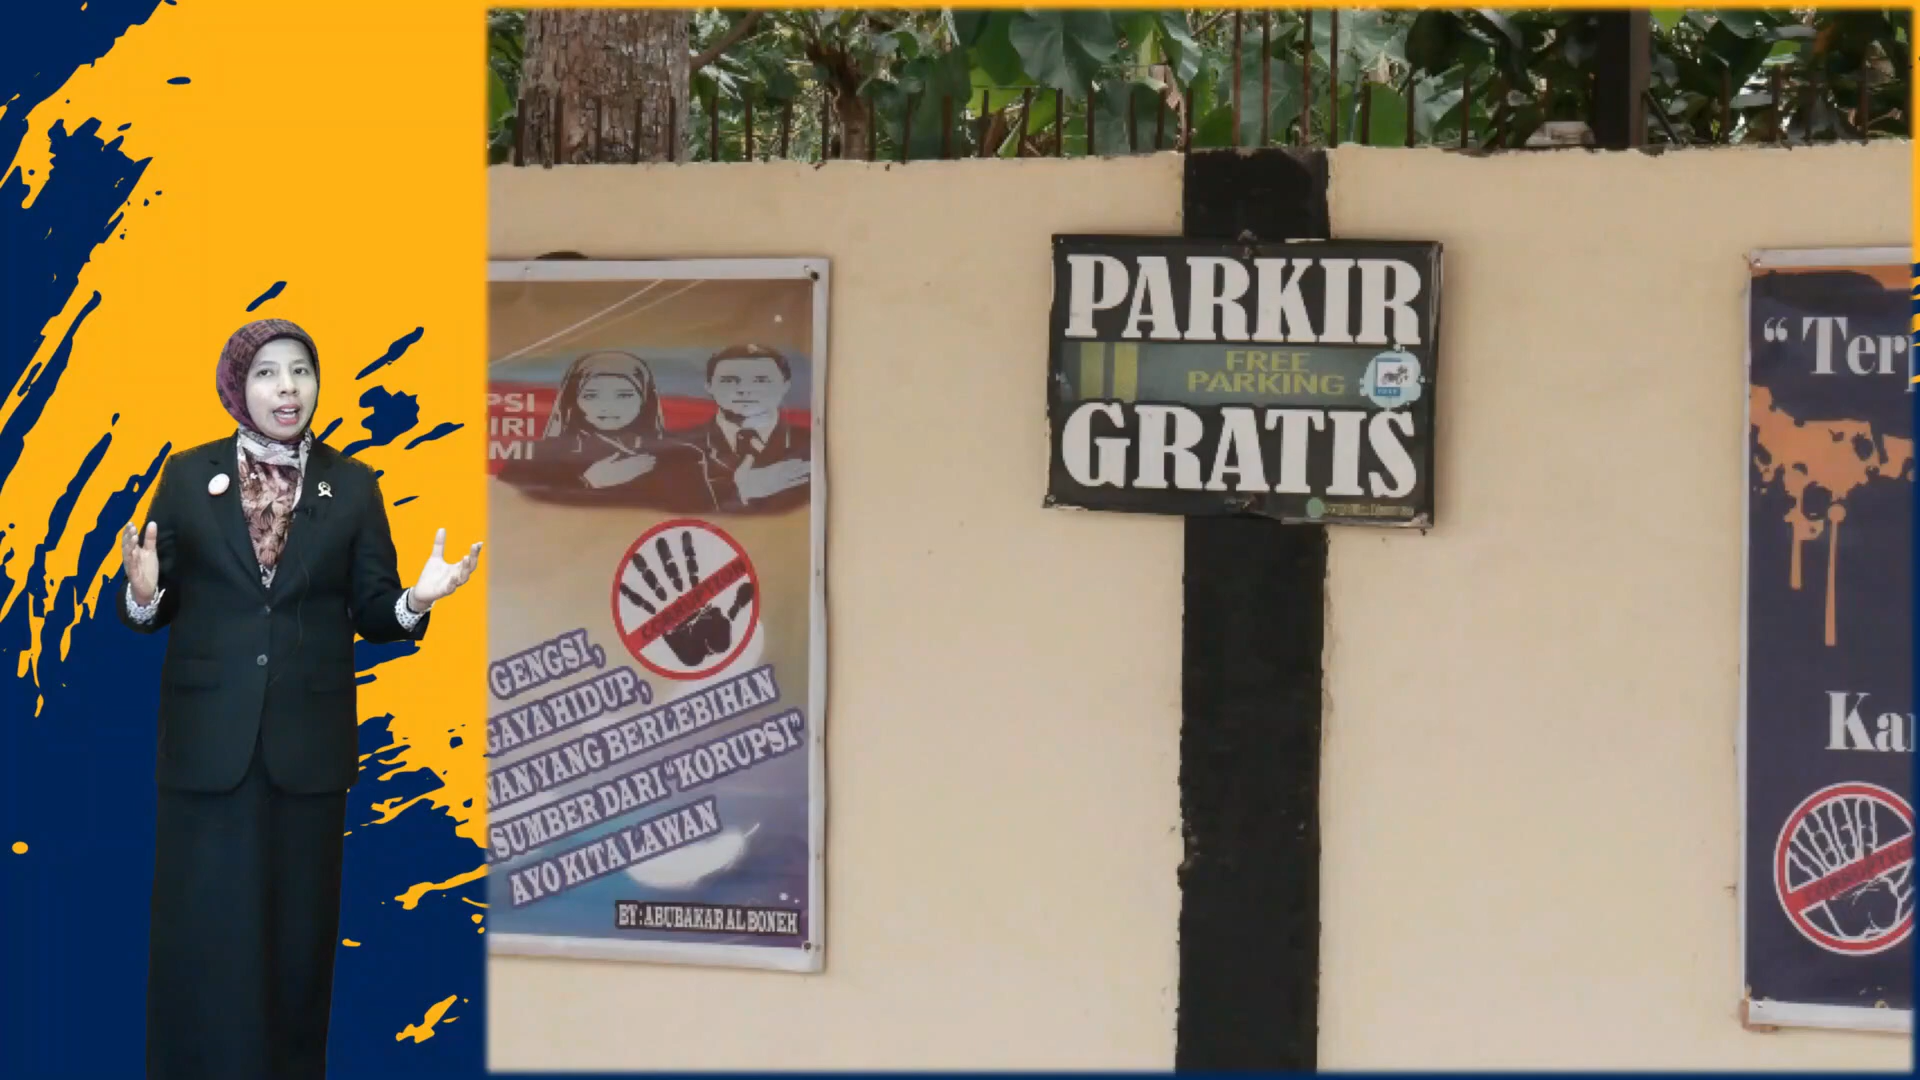 PSI
IRI
MI
CORRUPTION
GENGSI,
GAYA HIDUP,
YANG BERLEBIHAN
SUMBER DARI "KORUPSI"
AYO KITA LAWAN
BY : ABUBAKAR AL BONEH
PARKIR
FREE
PARKING
GRATIS
“ Ter
Ka